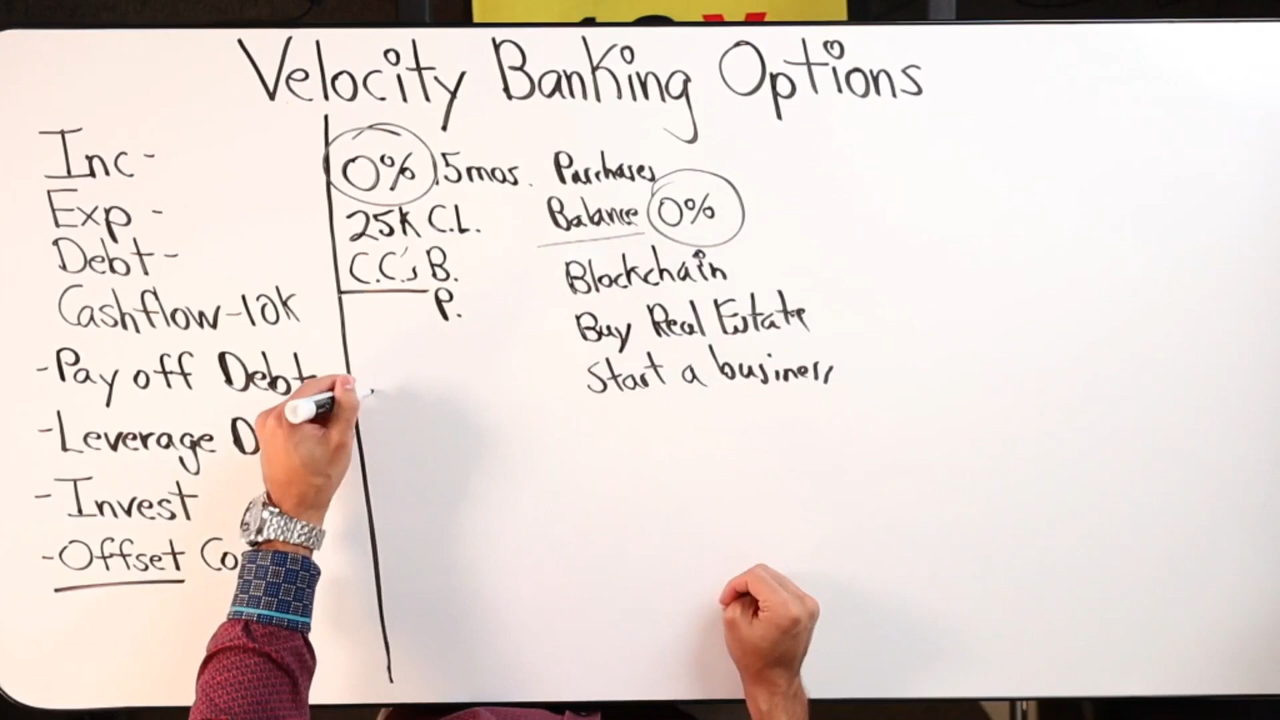 Velocity Banking Options
Inc-
Exp -
Debt-
Cashflow-10k
-Pay off Debt
-Leverage
-Invest
-Offset
0% 15mos.
25K C.L.
C.C.'s B.
P.
Purchases
Balance 0%
Blockchain
Buy Real Estate
Start a business